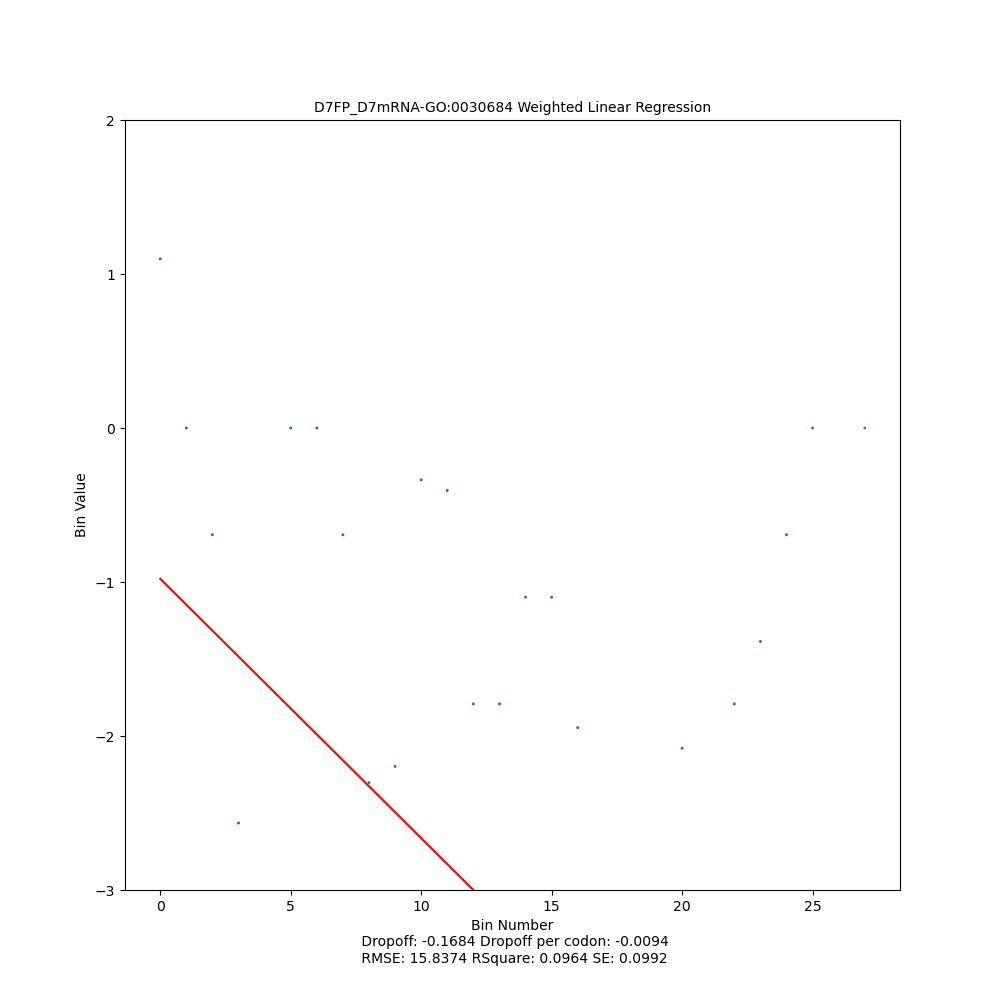 D7FP_D7mRNA-GO:0030684 Weighted Linear Regression
2
1
0
−1
−2
−3
Bin Value
0 5 10 15 20 25
Bin Number
Dropoff: -0.1684 Dropoff per codon: -0.0094
RMSE: 15.8374 RSquare: 0.0964 SE: 0.0992